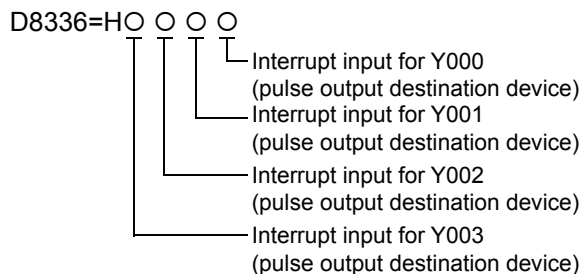 D8336=H○ ○ ○ ○
Interrupt input for Y000
(pulse output destination device)
Interrupt input for Y001
(pulse output destination device)
Interrupt input for Y002
(pulse output destination device)
Interrupt input for Y003
(pulse output destination device)